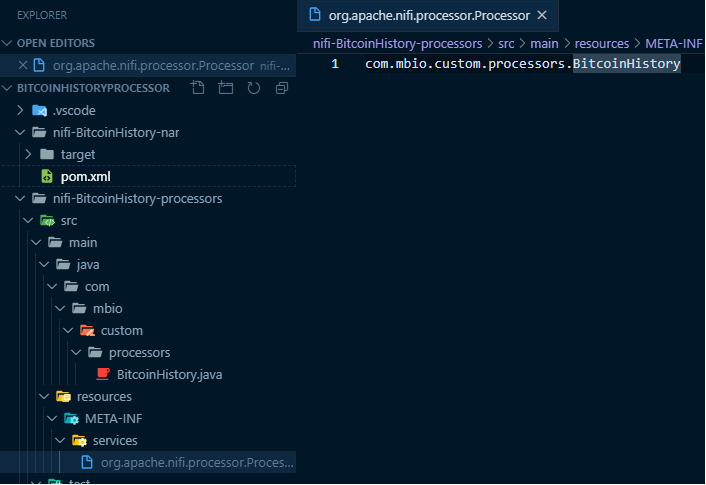 EXPLORER
OPEN EDITORS
org.apache.nifi.processor.Processor nifi-...
BITCOINHISTORYPROCESSOR
.vscode
nifi-BitcoinHistory-nar
target
pom.xml
nifi-BitcoinHistory-processors
src
main
java
com
mbio
custom
processors
BitcoinHistory.java
resources
META-INF
services
org.apache.nifi.processor.Proces...
test
org.apache.nifi.processor.Processor
nifi-BitcoinHistory-processors > src > main > resources > META-INF
1 com.mbio.custom.processors.BitcoinHistory